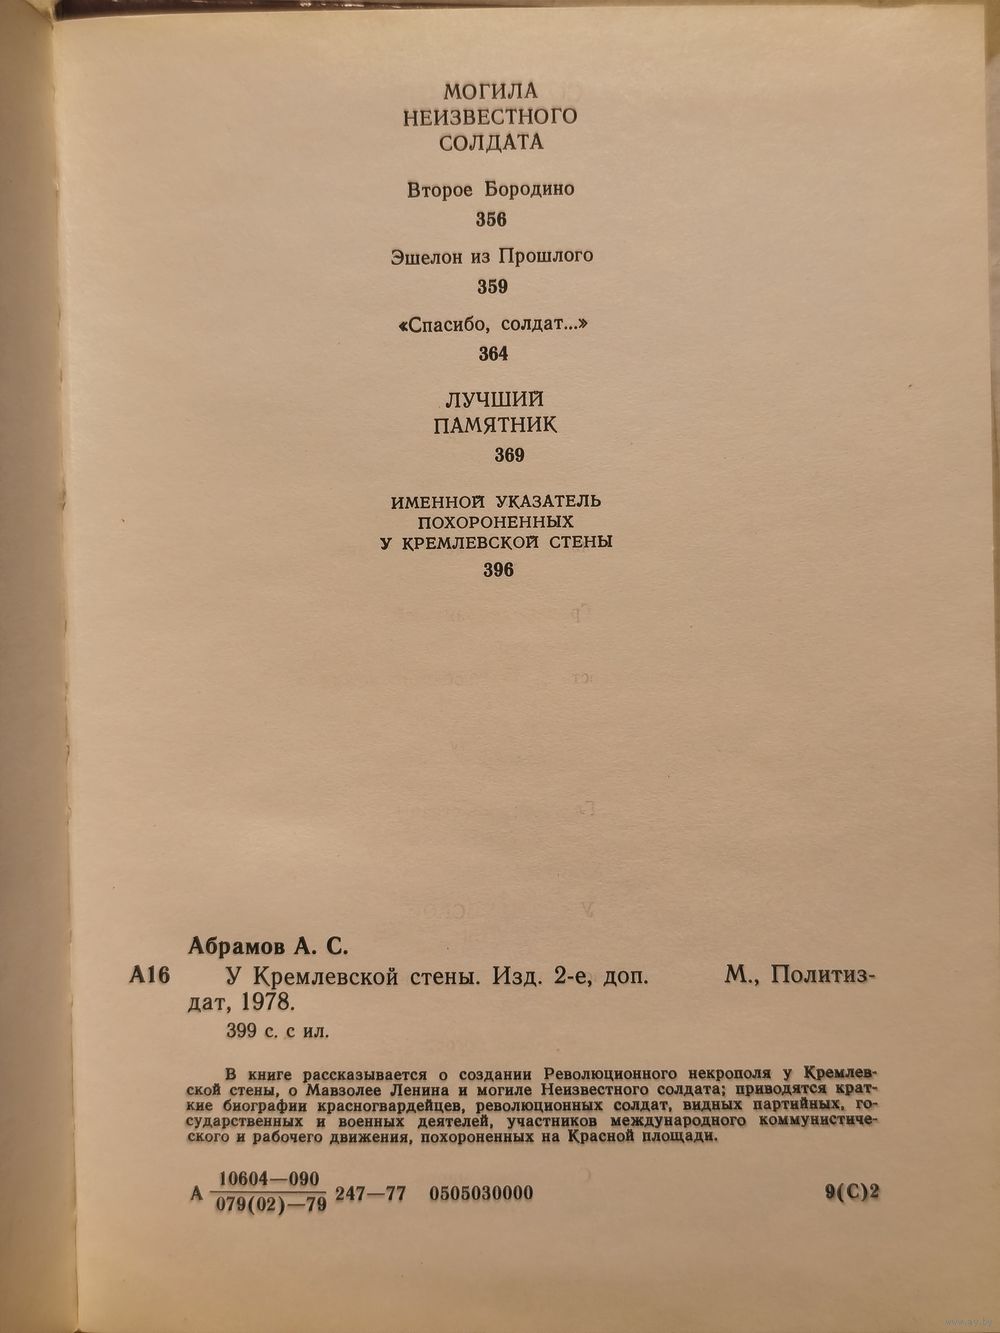 МОГИЛА
НЕИЗВЕСТНОГО
СОЛДАТА
Второе Бородино
356
Эшелон из Прошлого
359
«Спасибо, солдат...»
364
ЛУЧШИЙ
ПАМЯТНИК
369
ИМЕННОЙ УКАЗАТЕЛЬ
ПОХОРОНЕННЫХ
У КРЕМЛЕВСКОЙ СТЕНЫ
396
Абрамов А. С.
А16 У Кремлевской стены. Изд. 2-е, доп. М., Политиз-
дат, 1978.
399 с. с ил.
В книге рассказывается о создании Революционного некрополя у Кремлев-
ской стены, о Мавзолее Ленина и могиле Неизвестного солдата; приводятся крат-
кие биографии красногвардейцев, революционных солдат, видных партийных, го-
сударственных и военных деятелей, участников международного коммунистиче-
ского и рабочего движения, похороненных на Красной площади.
10604—090
А 079(02)—79 247—77 0505030000 9(С)2
www.ay.by